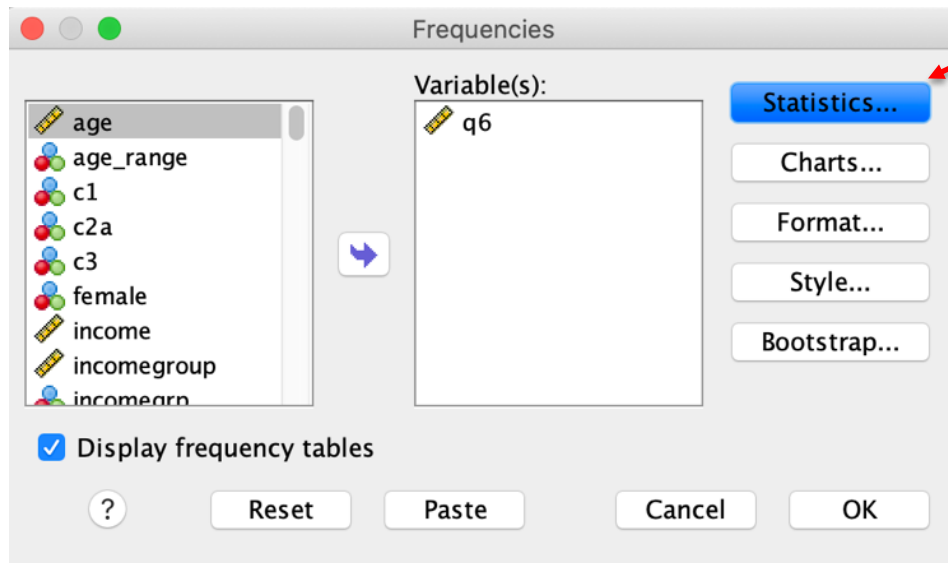 Frequencies
Variable(s):
age
age_range
c1
c2a
c3
female
income
incomegroup
incomegrp
q6
Statistics...
Charts...
Format...
Style...
Bootstrap...
Display frequency tables
?
Reset
Paste
Cancel
OK